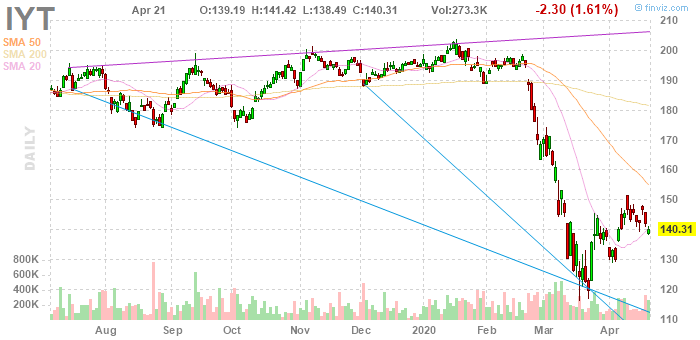 IYT
Apr 21 O:139.19 H:141.42 L:138.49 C:140.31 Vol:273.3K -2.30 (1.61%)
© finviz.com
SMA 50
SMA 200
SMA 20
DAILY
210
200
190
180
170
160
150
140.31
130
120
110
800K
600K
400K
200K
Aug Sep Oct Nov Dec 2020 Feb Mar Apr